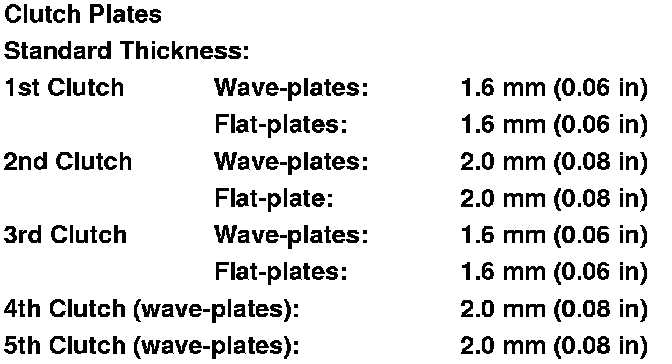 Clutch Plates
Standard Thickness:
1st Clutch Wave-plates: 1.6 mm (0.06 in)
Flat-plates: 1.6 mm (0.06 in)
2nd Clutch Wave-plates: 2.0 mm (0.08 in)
Flat-plate: 2.0 mm (0.08 in)
3rd Clutch Wave-plates: 1.6 mm (0.06 in)
Flat-plates: 1.6 mm (0.06 in)
4th Clutch (wave-plates): 2.0 mm (0.08 in)
5th Clutch (wave-plates): 2.0 mm (0.08 in)